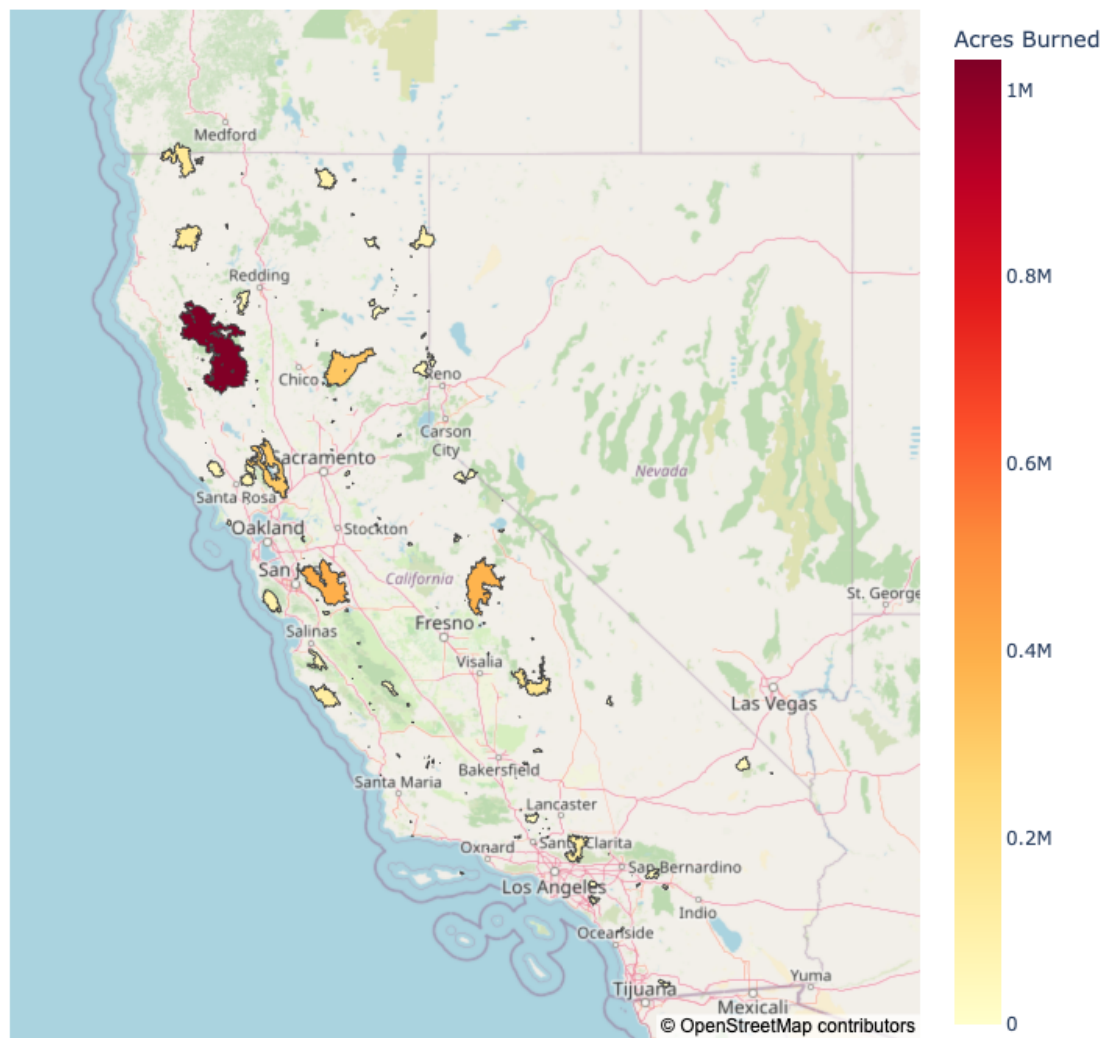 Acres Burned
1M
0.8M
0.6M
0.4M
0.2M
0
Medford
Redding
Chico
Reno
Carson
City
Sacramento
Santa Rosa
Nevada
Oakland
Stockton
San J
California
St. George
Salinas
Fresno
Visalia
Las Vegas
Bakersfield
Santa Maria
Lancaster
Oxnard
Santa Clarita
San Bernardino
Los Angeles
Indio
Oceanside
Yuma
Tijuana
Mexicali
© OpenStreetMap contributors